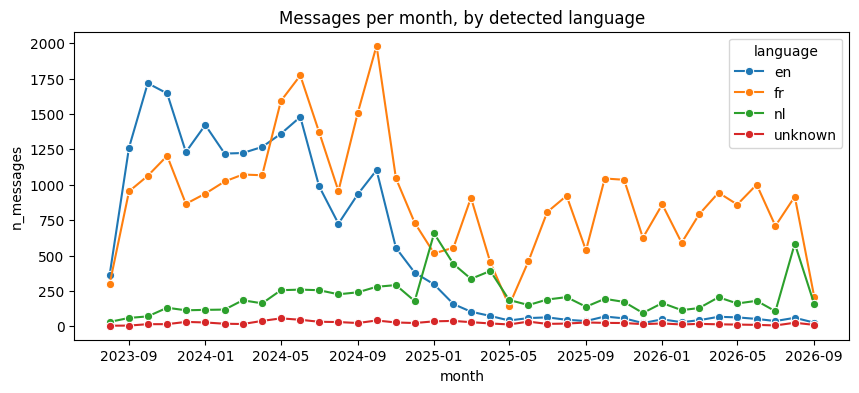 Messages per month, by detected language
n_messages
2000
1750
1500
1250
1000
750
500
250
0
language
en
fr
nl
unknown
2023-09 2024-01 2024-05 2024-09 2025-01 2025-05 2025-09 2026-01 2026-05 2026-09
month